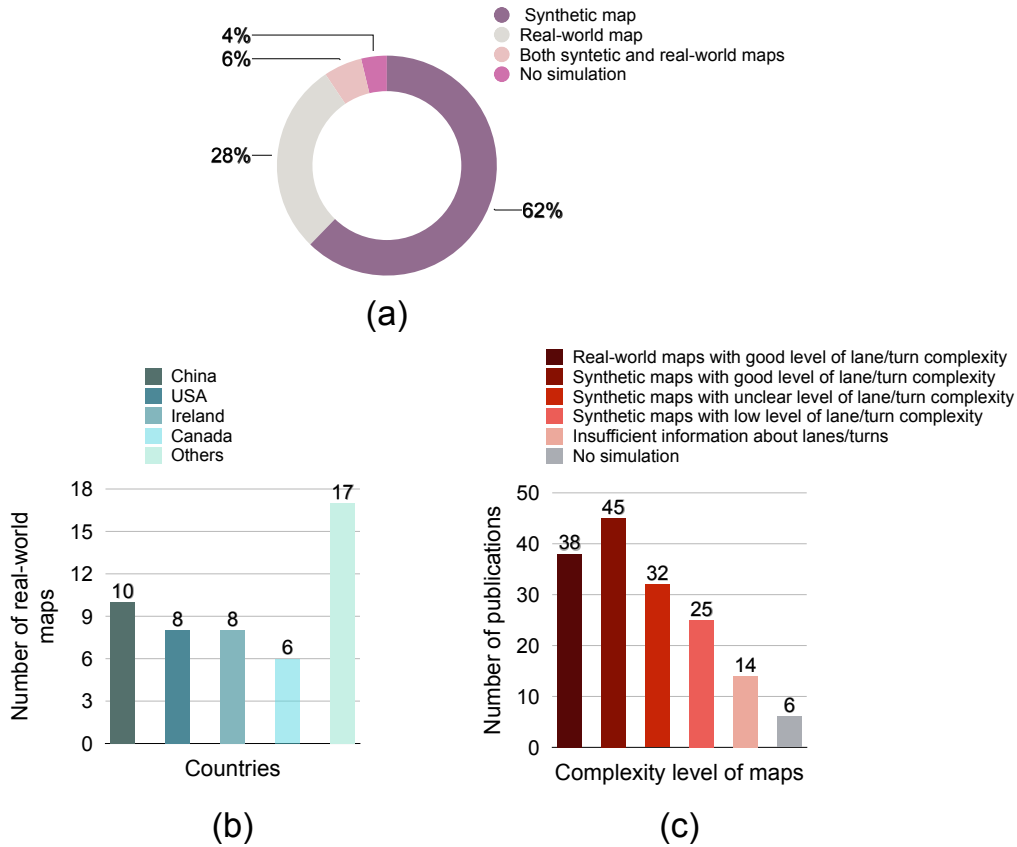 Synthetic map
Real-world map
Both syntetic and real-world maps
No simulation
4%
6%
28%
62%
(a)
China
USA
Ireland
Canada
Others
Number of real-world
maps
18
15
12
9
6
3
0
10
8
8
6
17
Countries
(b)
Real-world maps with good level of lane/turn complexity
Synthetic maps with good level of lane/turn complexity
Synthetic maps with unclear level of lane/turn complexity
Synthetic maps with low level of lane/turn complexity
Insufficient information about lanes/turns
No simulation
Number of publications
50
40
30
20
10
0
38
45
32
25
14
6
Complexity level of maps
(c)